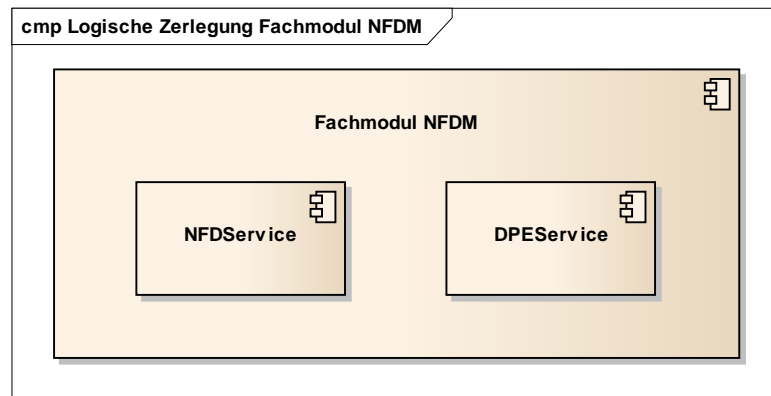 cmp Logische Zerlegung Fachmodul NFDM
Fachmodul NFDM
NFDService
DPEService